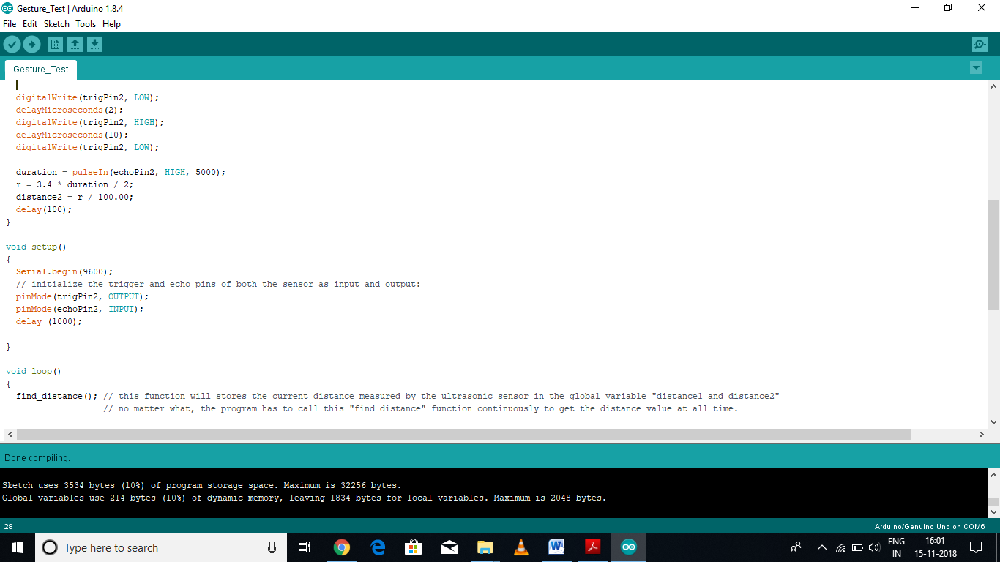 Gesture_Test | Arduino 1.8.4
File Edit Sketch Tools Help
Gesture_Test
digitalWrite(trigPin2, LOW);
delayMicroseconds(2);
digitalWrite(trigPin2, HIGH);
delayMicroseconds(10);
digitalWrite(trigPin2, LOW);
duration = pulseIn(echoPin2, HIGH, 5000);
r = 3.4 * duration / 2;
distance2 = r / 100.00;
delay(100);
}
void setup()
{
Serial.begin(9600);
// initialize the trigger and echo pins of both the sensor as input and output:
pinMode(trigPin2, OUTPUT);
pinMode(echoPin2, INPUT);
delay (1000);
}
void loop()
{
find_distance(); // this function will stores the current distance measured by the ultrasonic sensor in the global variable "distance1 and distance2"
// no matter what, the program has to call this "find_distance" function continuously to get the distance value at all time.
Done compiling.
Sketch uses 3534 bytes (10%) of program storage space. Maximum is 32256 bytes.
Global variables use 214 bytes (10%) of dynamic memory, leaving 1834 bytes for local variables. Maximum is 2048 bytes.
28
Arduino/Genuino Uno on COM6
Type here to search
ENG
IN
16:01
15-11-2018